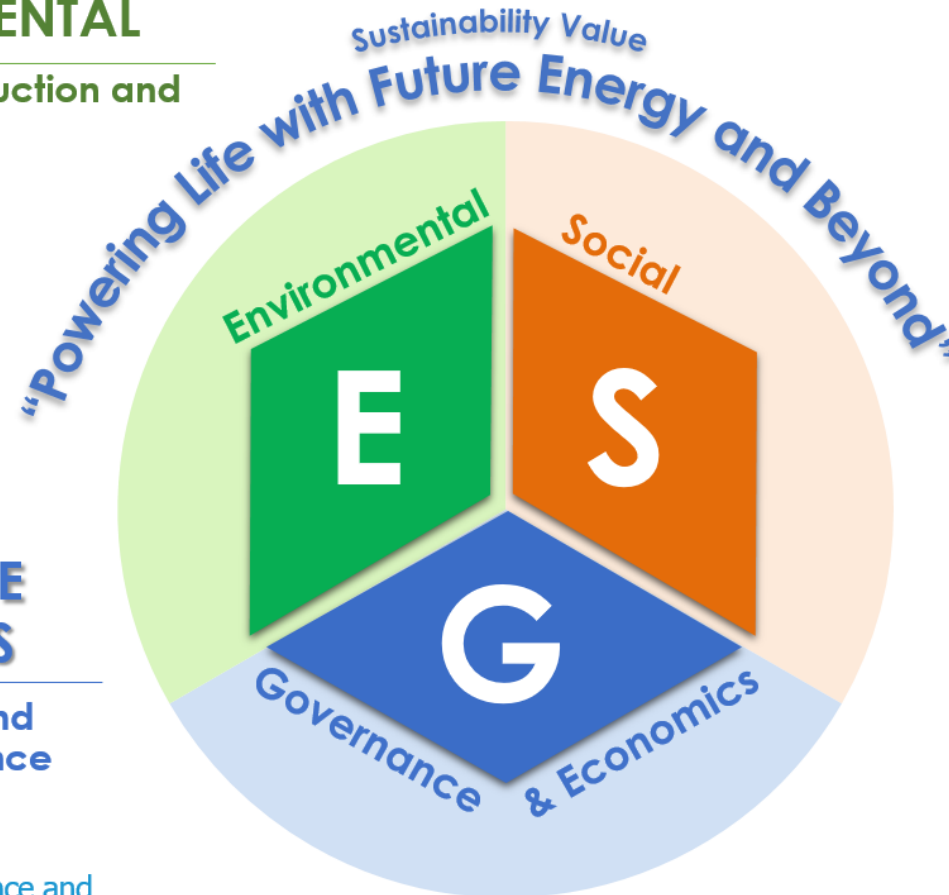 ENTAL
Sustainability Value
uction and
“Powering Life with Future Energy and Beyond”
Environmental
Social
E
S
E
G
S
Governance
& Economics
nd
nce
nce and